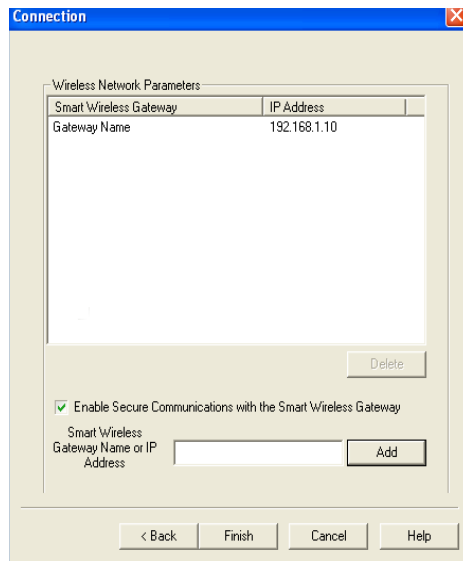 Connection
Wireless Network Parameters
Smart Wireless Gateway IP Address
Gateway Name 192.168.1.10
Delete
Enable Secure Communications with the Smart Wireless Gateway
Smart Wireless
Gateway Name or IP
Address
Add
< Back Finish Cancel Help